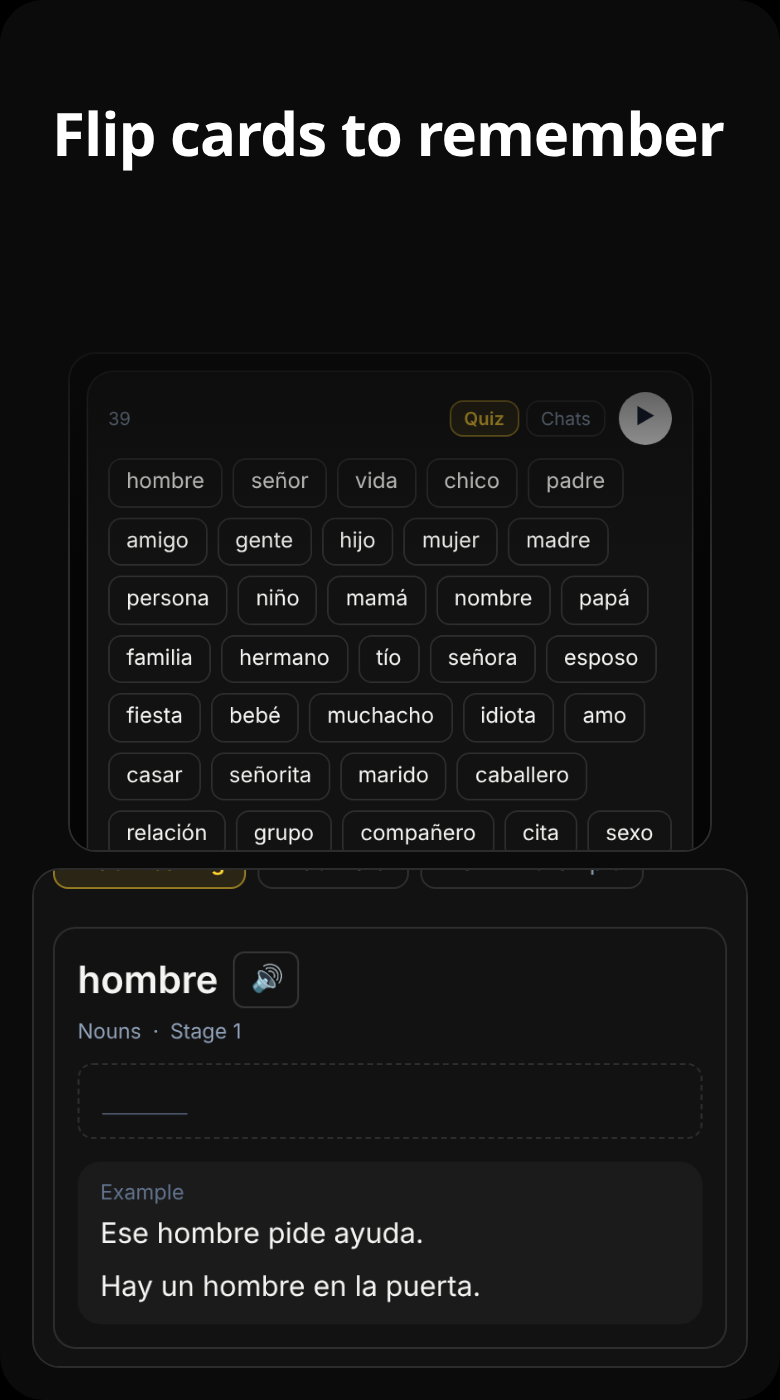 Flip cards to remember
39 Quiz Chats
hombre señor vida chico padre
amigo gente hijo mujer madre
persona niño mamá nombre papá
familia hermano tío señora esposo
fiesta bebé muchacho idiota amo
casar señorita marido caballero
relación grupo compañero cita sexo
hombre
Nouns · Stage 1
Example
Ese hombre pide ayuda.
Hay un hombre en la puerta.